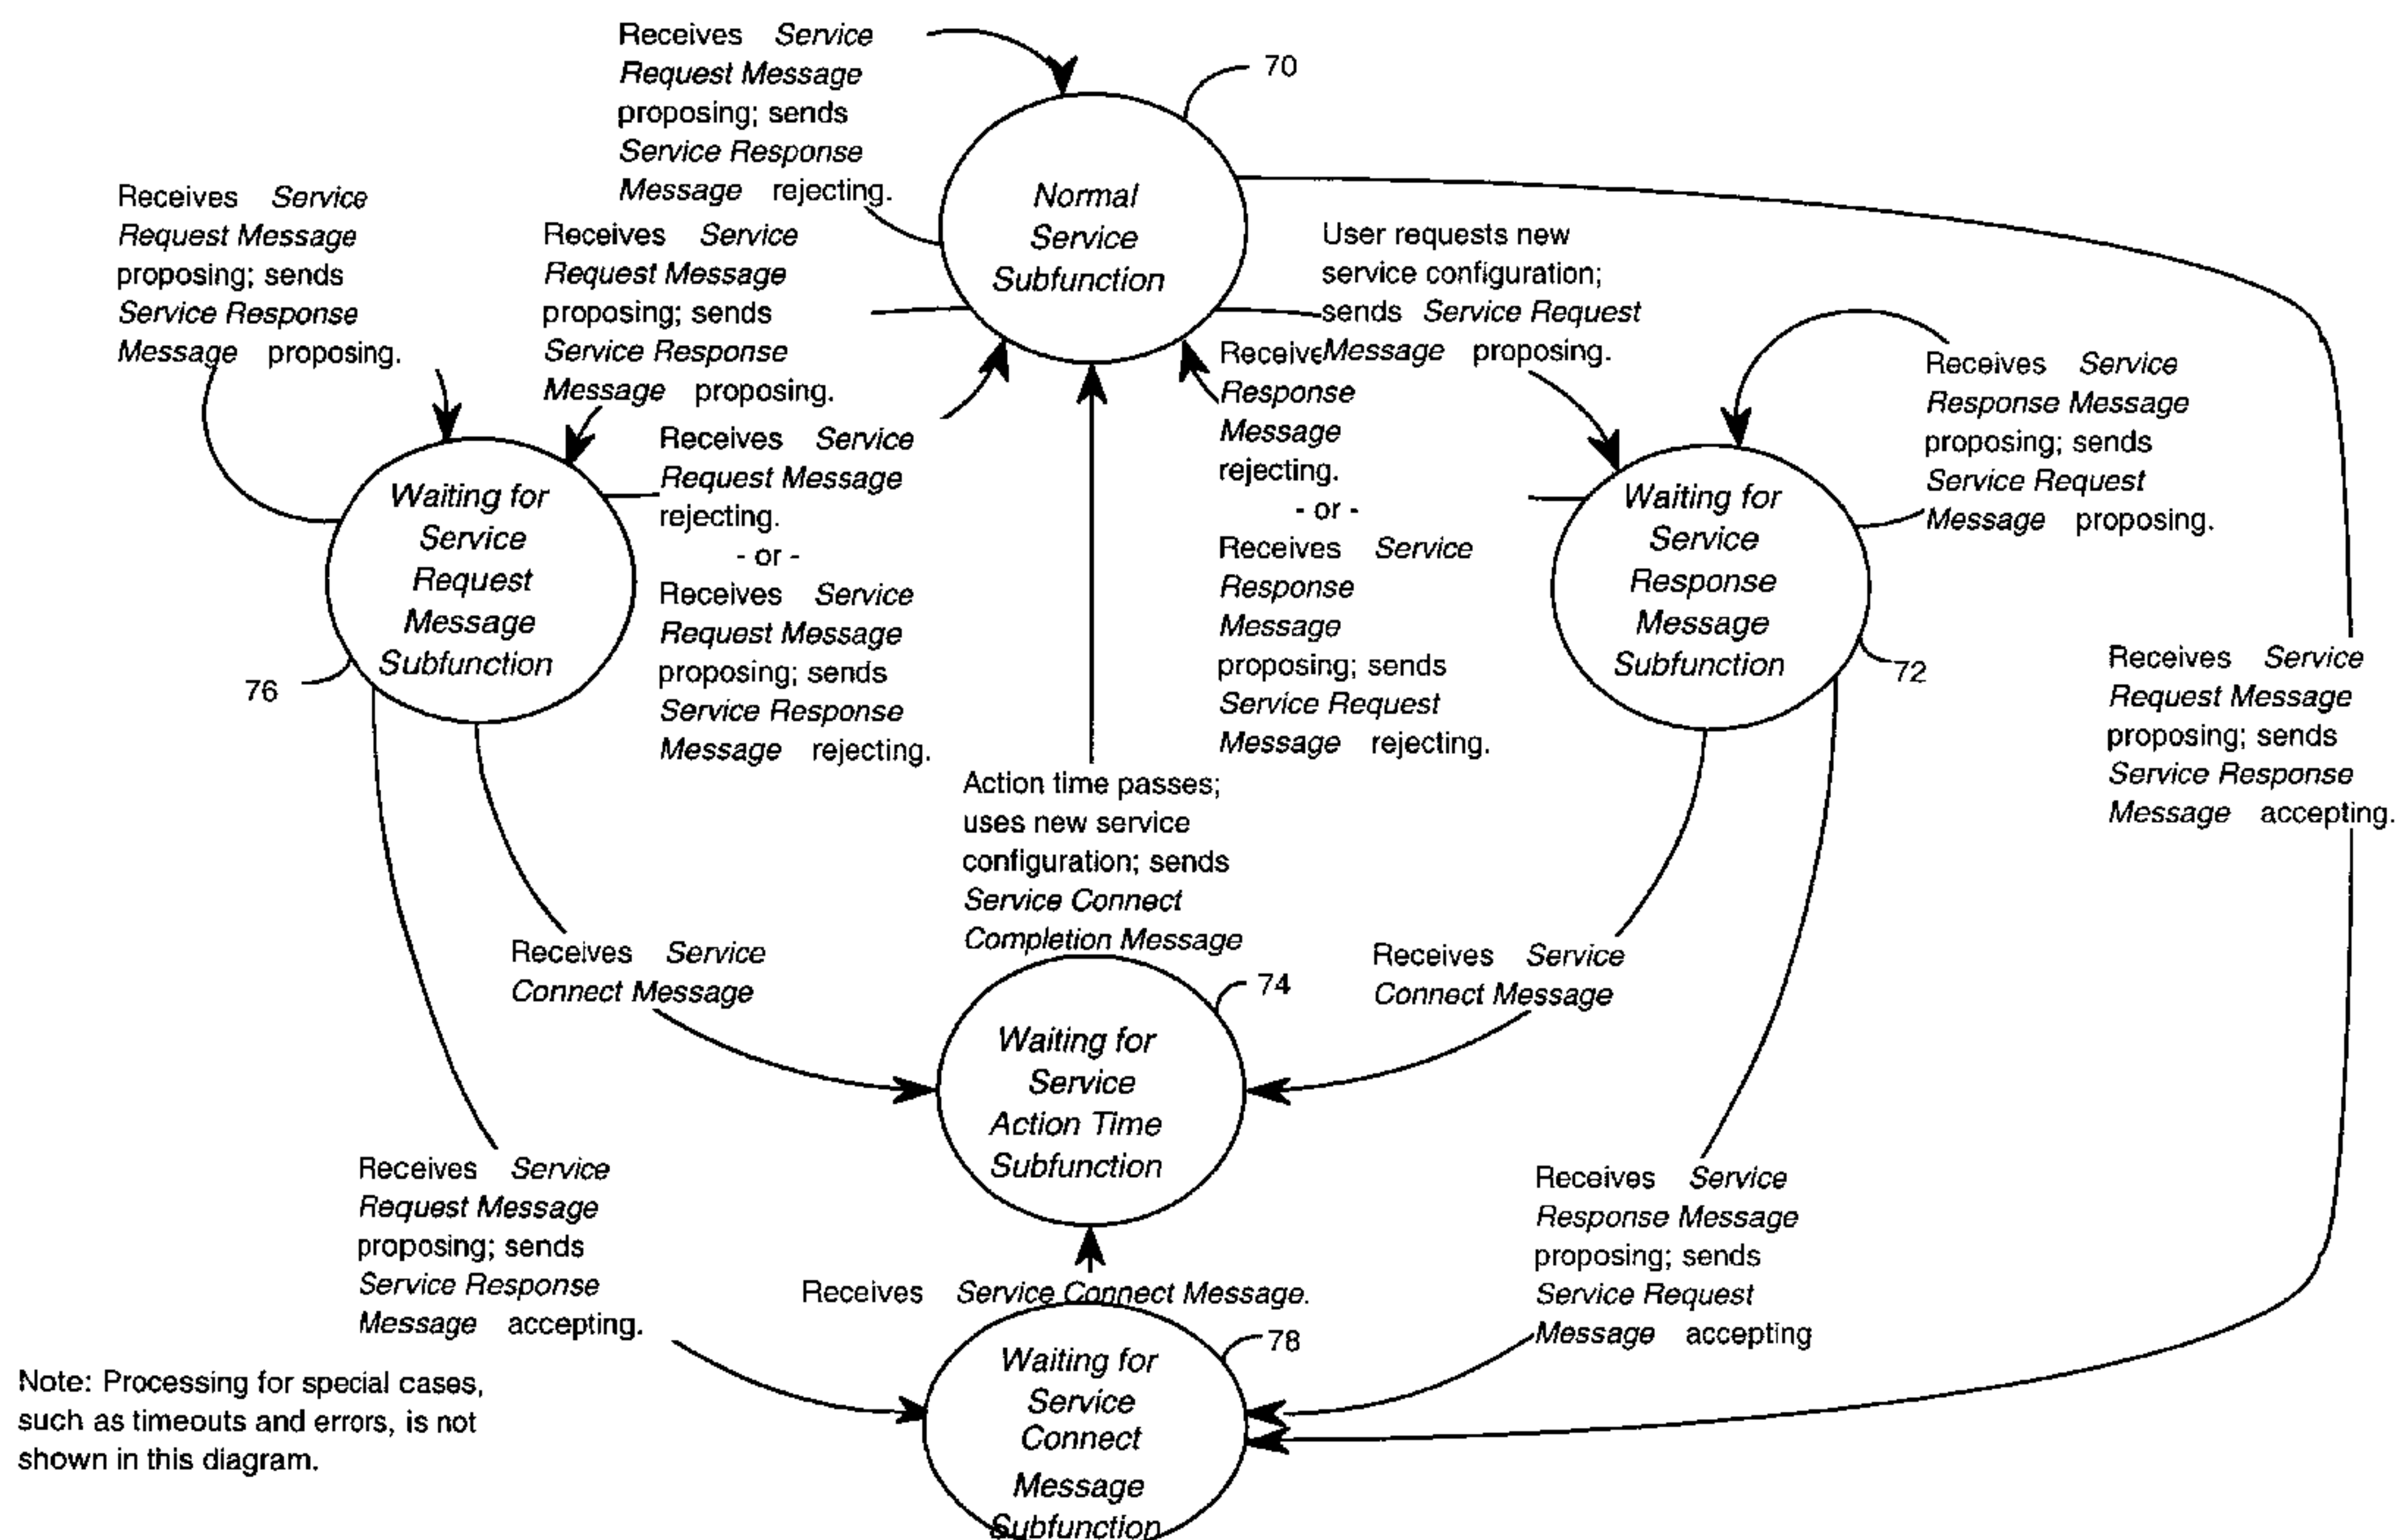 Receives Service
Request Message
proposing; sends
Service Response
Message rejecting.
70
Normal
Service
Subfunction
Receives Service
Request Message
proposing; sends
Service Response
Message proposing.
Receives Service
Request Message
proposing; sends
Service Response
Message proposing.
User requests new
service configuration;
sends Service Request
Message proposing.
Receives Service
Response Message
proposing; sends
Service Request
Message proposing.
Waiting for
Service
Request
Message
Subfunction
76
Receives Service
Request Message
rejecting.
- or -
Receives Service
Request Message
proposing; sends
Service Response
Message rejecting.
Receive
Response
Message
rejecting.
- or -
Receives Service
Response
Message
proposing; sends
Service Request
Message rejecting.
Waiting for
Service
Response
Message
Subfunction
72
Receives Service
Request Message
proposing; sends
Service Response
Message accepting.
Action time passes;
uses new service
configuration; sends
Service Connect
Completion Message
Receives Service
Connect Message
Receives Service
Connect Message
74
Waiting for
Service
Action Time
Subfunction
Receives Service
Request Message
proposing; sends
Service Response
Message accepting.
Receives Service Connect Message.
Receives Service
Response Message
proposing; sends
Service Request
Message accepting
78
Waiting for
Service
Connect
Message
Subfunction
Note: Processing for special cases,
such as timeouts and errors, is not
shown in this diagram.